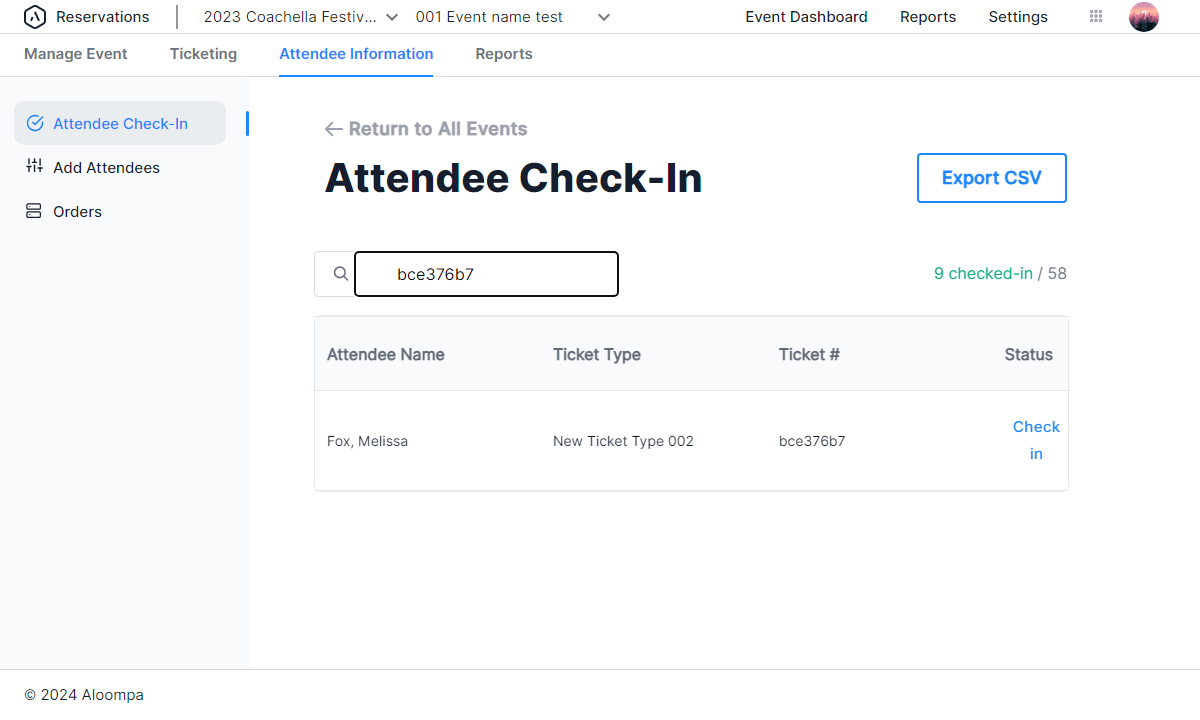 Reservations 2023 Coachella Festiv... 001 Event name test Event Dashboard Reports Settings
Manage Event Ticketing Attendee Information Reports
Attendee Check-In
Add Attendees
Orders
Return to All Events
Attendee Check-In
Export CSV
bce376b7
9 checked-in / 58
Attendee Name Ticket Type Ticket # Status
Fox, Melissa New Ticket Type 002 bce376b7 Check
in
© 2024 Aloompa